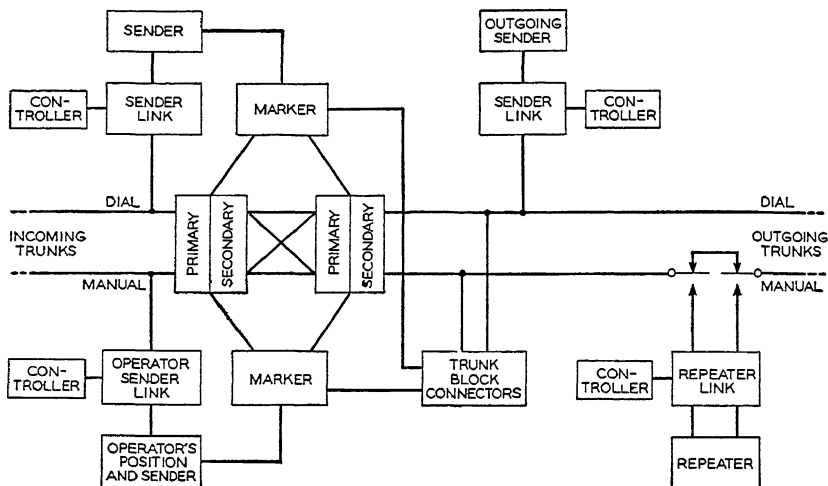 SENDER
OUTGOING
SENDER
CON-
TROLLER
SENDER
LINK
MARKER
SENDER
LINK
CON-
TROLLER
DIAL
DIAL
INCOMING
TRUNKS
PRIMARY
SECONDARY
PRIMARY
SECONDARY
OUTGOING
TRUNKS
MANUAL
MANUAL
CON-
TROLLER
OPERATOR
SENDER
LINK
MARKER
TRUNK
BLOCK
CONNECTORS
CON-
TROLLER
REPEATER
LINK
OPERATOR'S
POSITION
AND SENDER
REPEATER